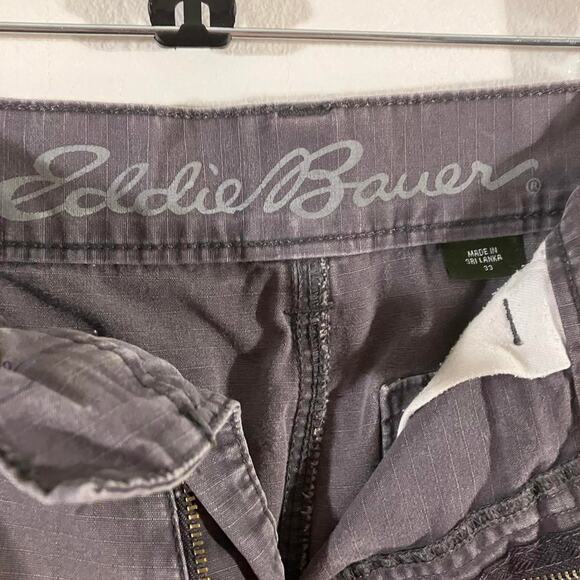 Eddie Bauer®
MADE IN
SRI LANKA
33